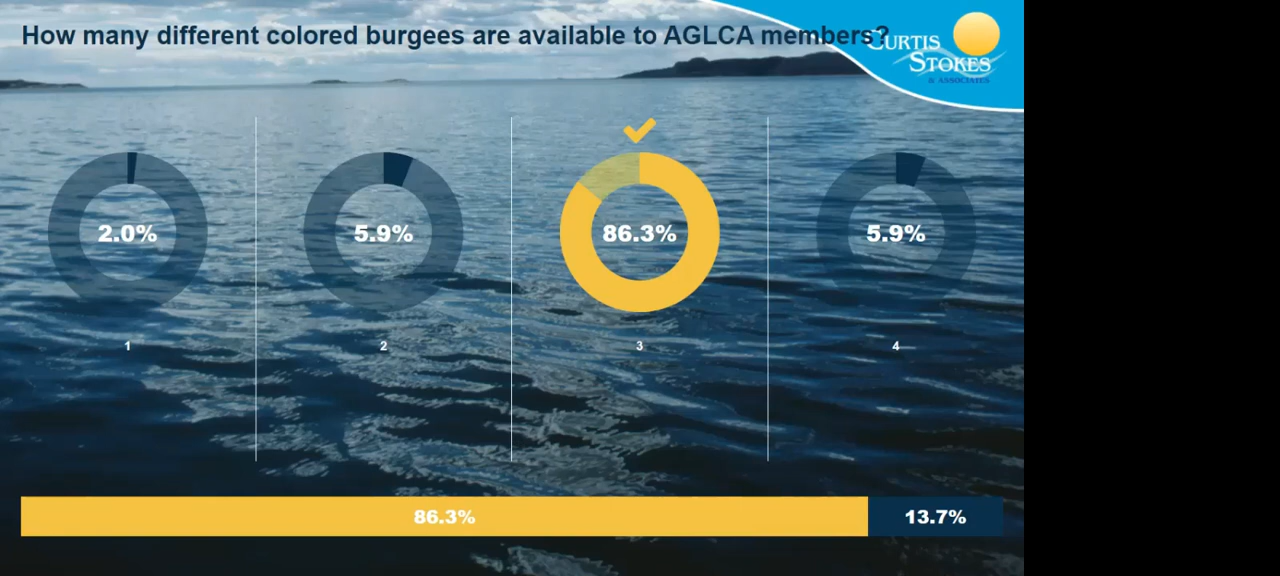 How many different colored burgees are available to AGLCA members?
CURTIS
STOKES
& ASSOCIATES
2.0%
5.9%
86.3%
5.9%
1
2
3
4
86.3%
13.7%